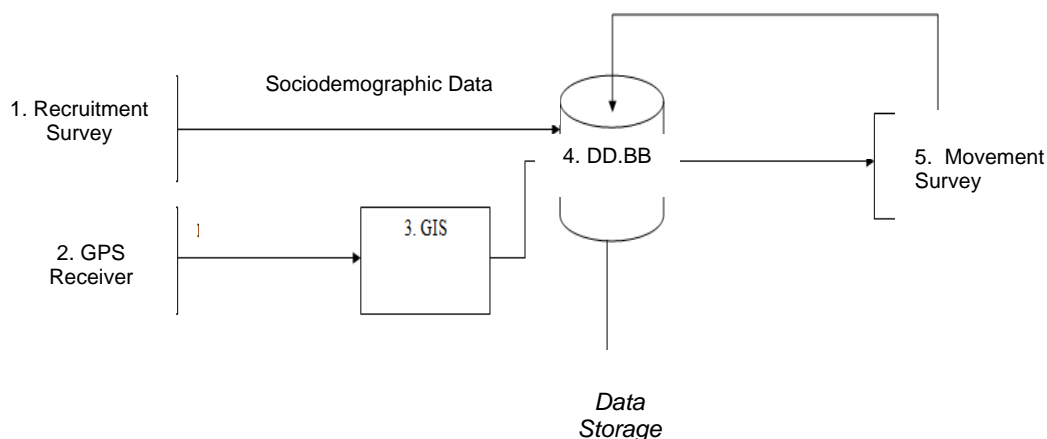 Sociodemographic Data
1. Recruitment
Survey
4. DD.BB
5. Movement
Survey
2. GPS
Receiver
3. GIS
Data
Storage